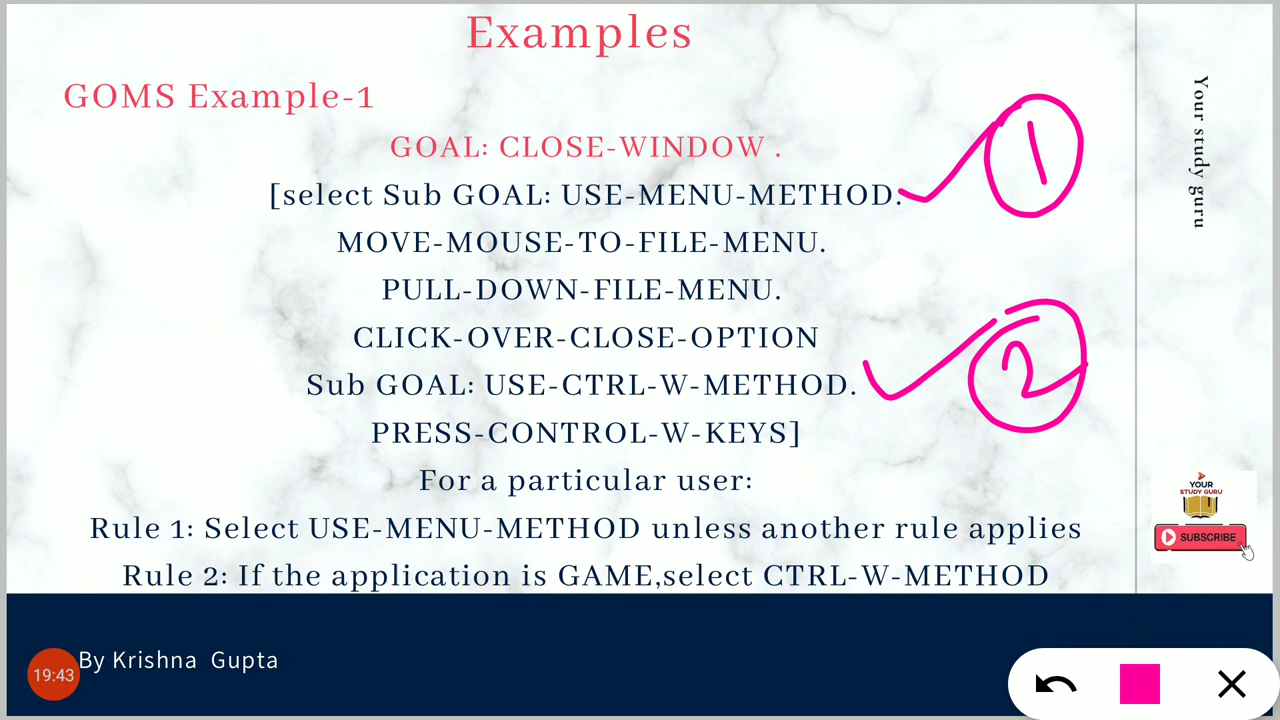 Examples
GOMS Example-1
GOAL: CLOSE-WINDOW .
[select Sub GOAL: USE-MENU-METHOD.
1
MOVE-MOUSE-TO-FILE-MENU.
PULL-DOWN-FILE-MENU.
CLICK-OVER-CLOSE-OPTION
Sub GOAL: USE-CTRL-W-METHOD.
2
PRESS-CONTROL-W-KEYS]
For a particular user:
Rule 1: Select USE-MENU-METHOD unless another rule applies
Rule 2: If the application is GAME,select CTRL-W-METHOD
Your study guru
YOUR
STUDY GURU
SUBSCRIBE
By Krishna Gupta
19:43